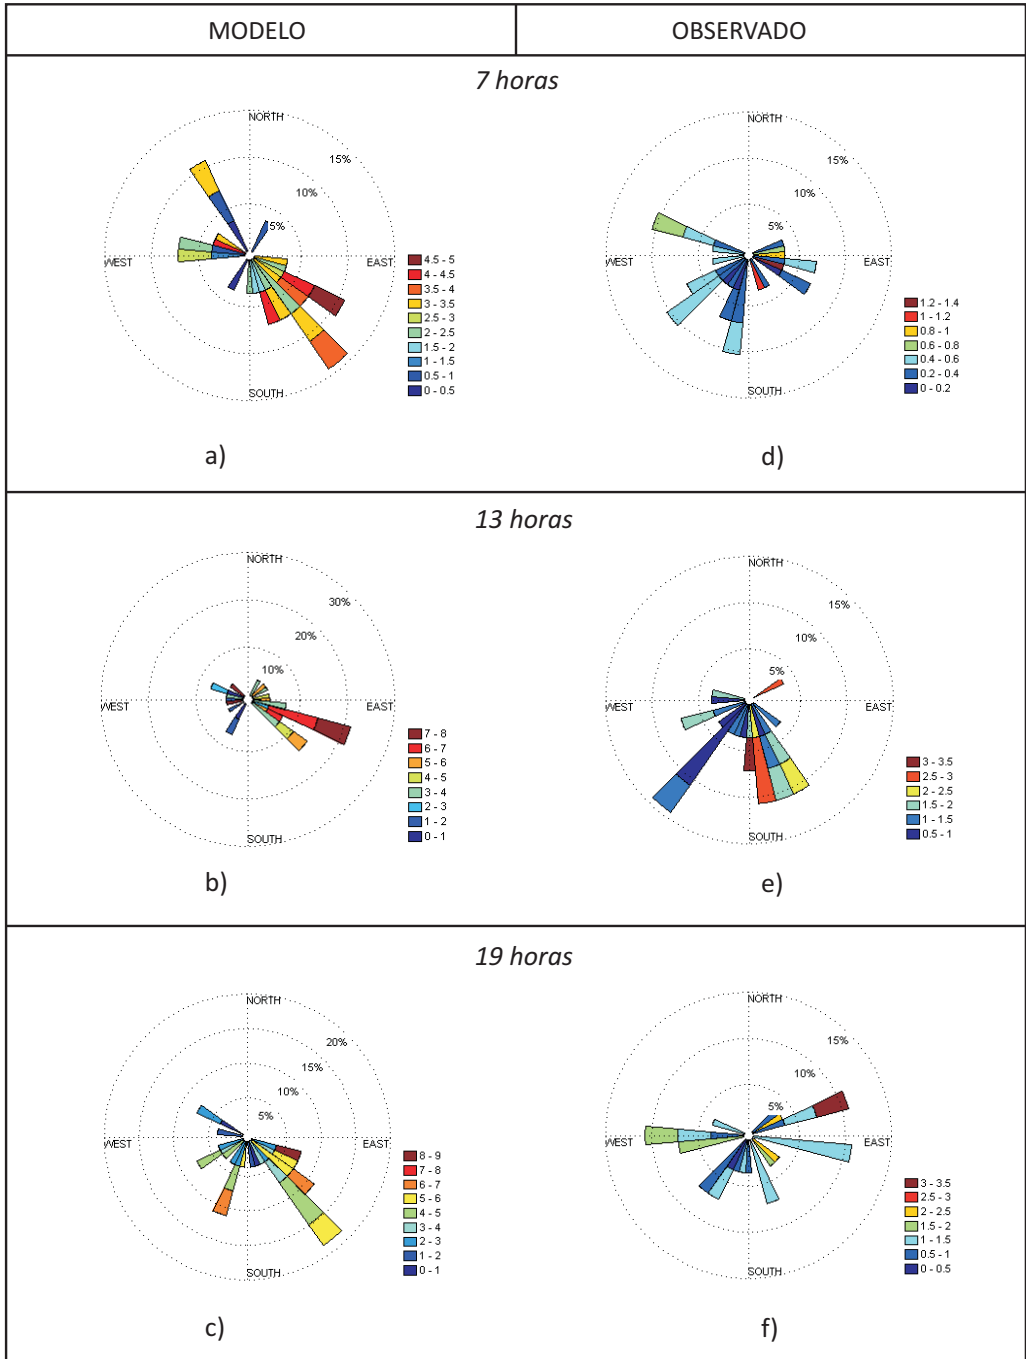 MODELO
OBSERVADO
7 horas
NORTH
15%
10%
5%
WEST
EAST
SOUTH
4.5 - 5
4 - 4.5
3.5 - 4
3 - 3.5
2.5 - 3
2 - 2.5
1.5 - 2
1 - 1.5
0.5 - 1
0 - 0.5
a)
NORTH
15%
10%
5%
WEST
EAST
SOUTH
1.2 - 1.4
1 - 1.2
0.8 - 1
0.6 - 0.8
0.4 - 0.6
0.2 - 0.4
0 - 0.2
d)
13 horas
NORTH
30%
20%
10%
WEST
EAST
SOUTH
7 - 8
6 - 7
5 - 6
4 - 5
3 - 4
2 - 3
1 - 2
0 - 1
b)
NORTH
15%
10%
5%
WEST
EAST
SOUTH
3 - 3.5
2.5 - 3
2 - 2.5
1.5 - 2
1 - 1.5
0.5 - 1
e)
19 horas
NORTH
20%
15%
10%
5%
WEST
EAST
SOUTH
8 - 9
7 - 8
6 - 7
5 - 6
4 - 5
3 - 4
2 - 3
1 - 2
0 - 1
c)
NORTH
15%
10%
5%
WEST
EAST
SOUTH
3 - 3.5
2.5 - 3
2 - 2.5
1.5 - 2
1 - 1.5
0.5 - 1
0 - 0.5
f)